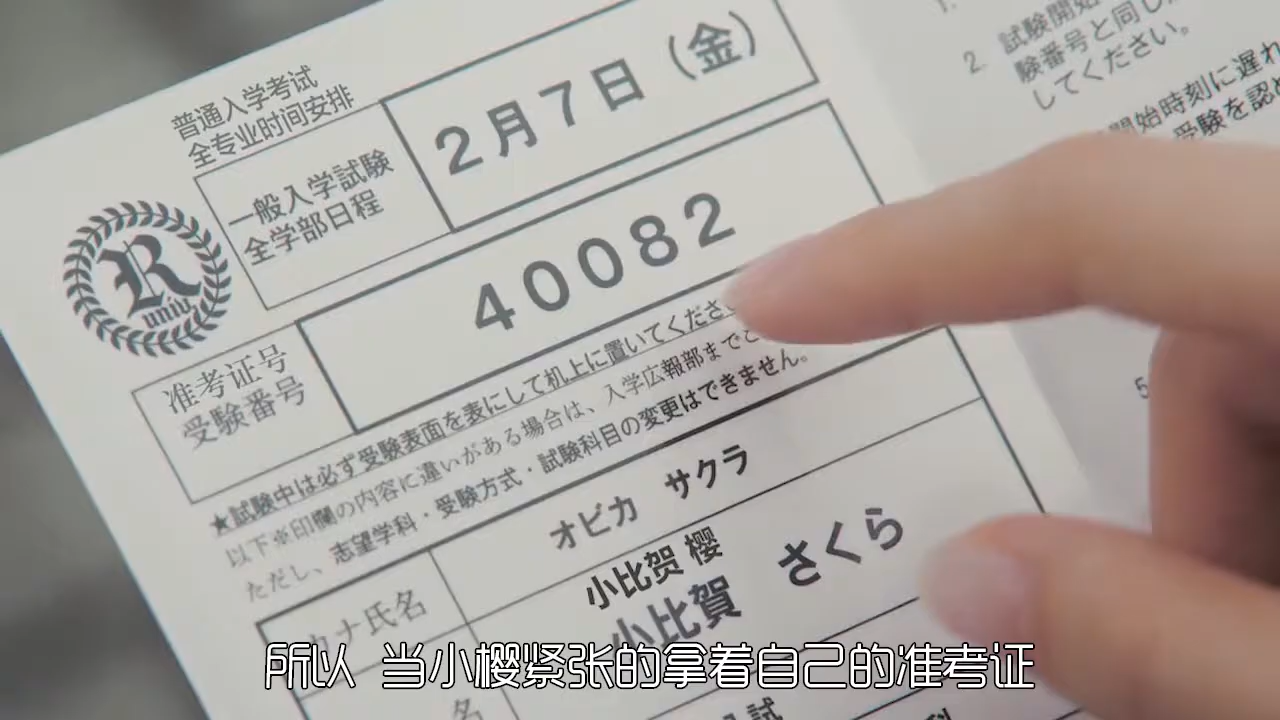 普通入学考试
全专业时间安排
一般入学試験
全学部日程
2月7日（金）
R
univ
准考证号
受験番号
40082
★試験中は必ず受験表面を表にして机上に置いてくださ
以下※印欄の内容に違いがある場合は、入学広報部までご
ただし、志望学科・受験方式・試験科目の変更はできません。
カナ氏名
オビカ サクラ
小比贺 樱
小比賀 さくら
名
試
1.
2. 試験開始
験番号と同じ
してください。
開始時刻に遅れ
受験を認め
5
所以 当小樱紧张的拿着自己的准考证